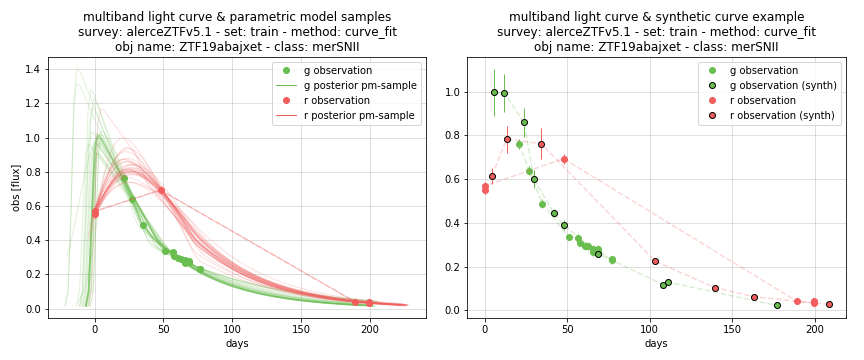 multiband light curve & parametric model samples
survey: alerceZTFv5.1 - set: train - method: curve_fit
obj name: ZTF19abajxet - class: merSNII
obs [flux]
1.4
1.2
1.0
0.8
0.6
0.4
0.2
0.0
0
50
100
150
200
days
g observation
g posterior pm-sample
r observation
r posterior pm-sample
multiband light curve & synthetic curve example
survey: alerceZTFv5.1 - set: train - method: curve_fit
obj name: ZTF19abajxet - class: merSNII
1.0
0.8
0.6
0.4
0.2
0.0
0
50
100
150
200
days
g observation
g observation (synth)
r observation
r observation (synth)